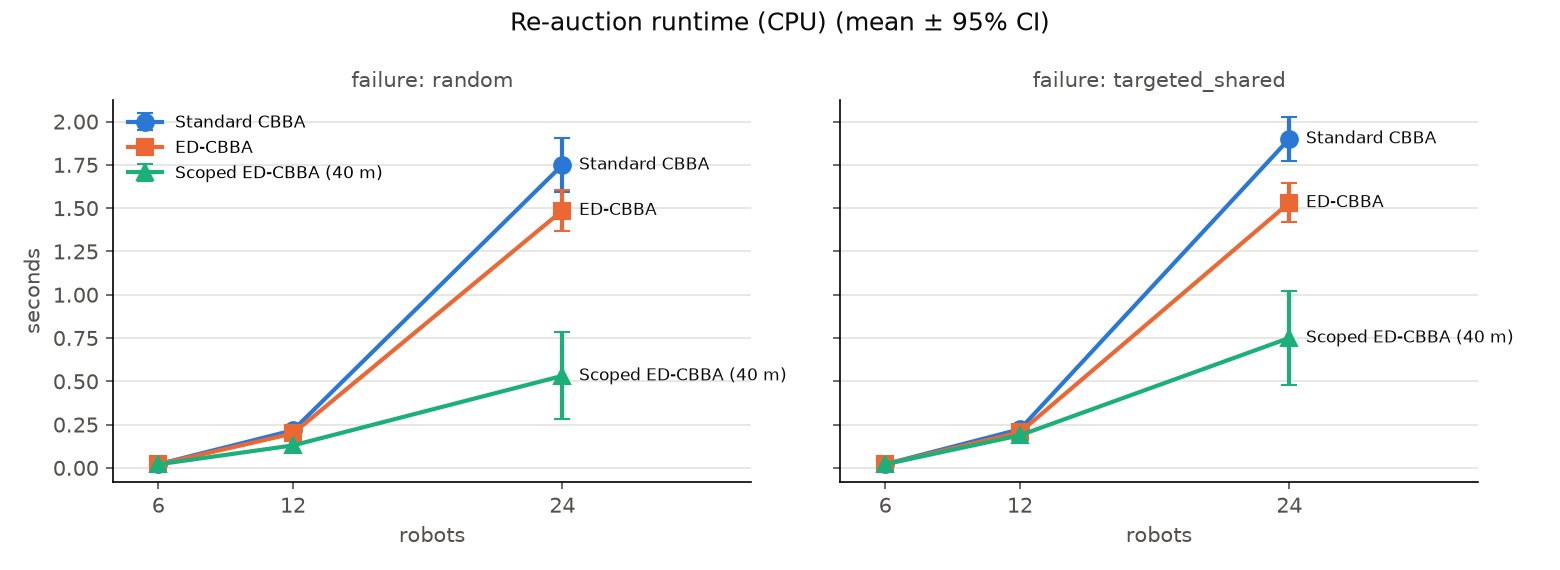 Re-auction runtime (CPU) (mean ± 95% CI)
failure: random
2.00
1.75
1.50
1.25
1.00
0.75
0.50
0.25
0.00
seconds
Standard CBBA
ED-CBBA
Scoped ED-CBBA (40 m)
Standard CBBA
ED-CBBA
Scoped ED-CBBA (40 m)
6 12 24
robots
failure: targeted_shared
Standard CBBA
ED-CBBA
Scoped ED-CBBA (40 m)
6 12 24
robots